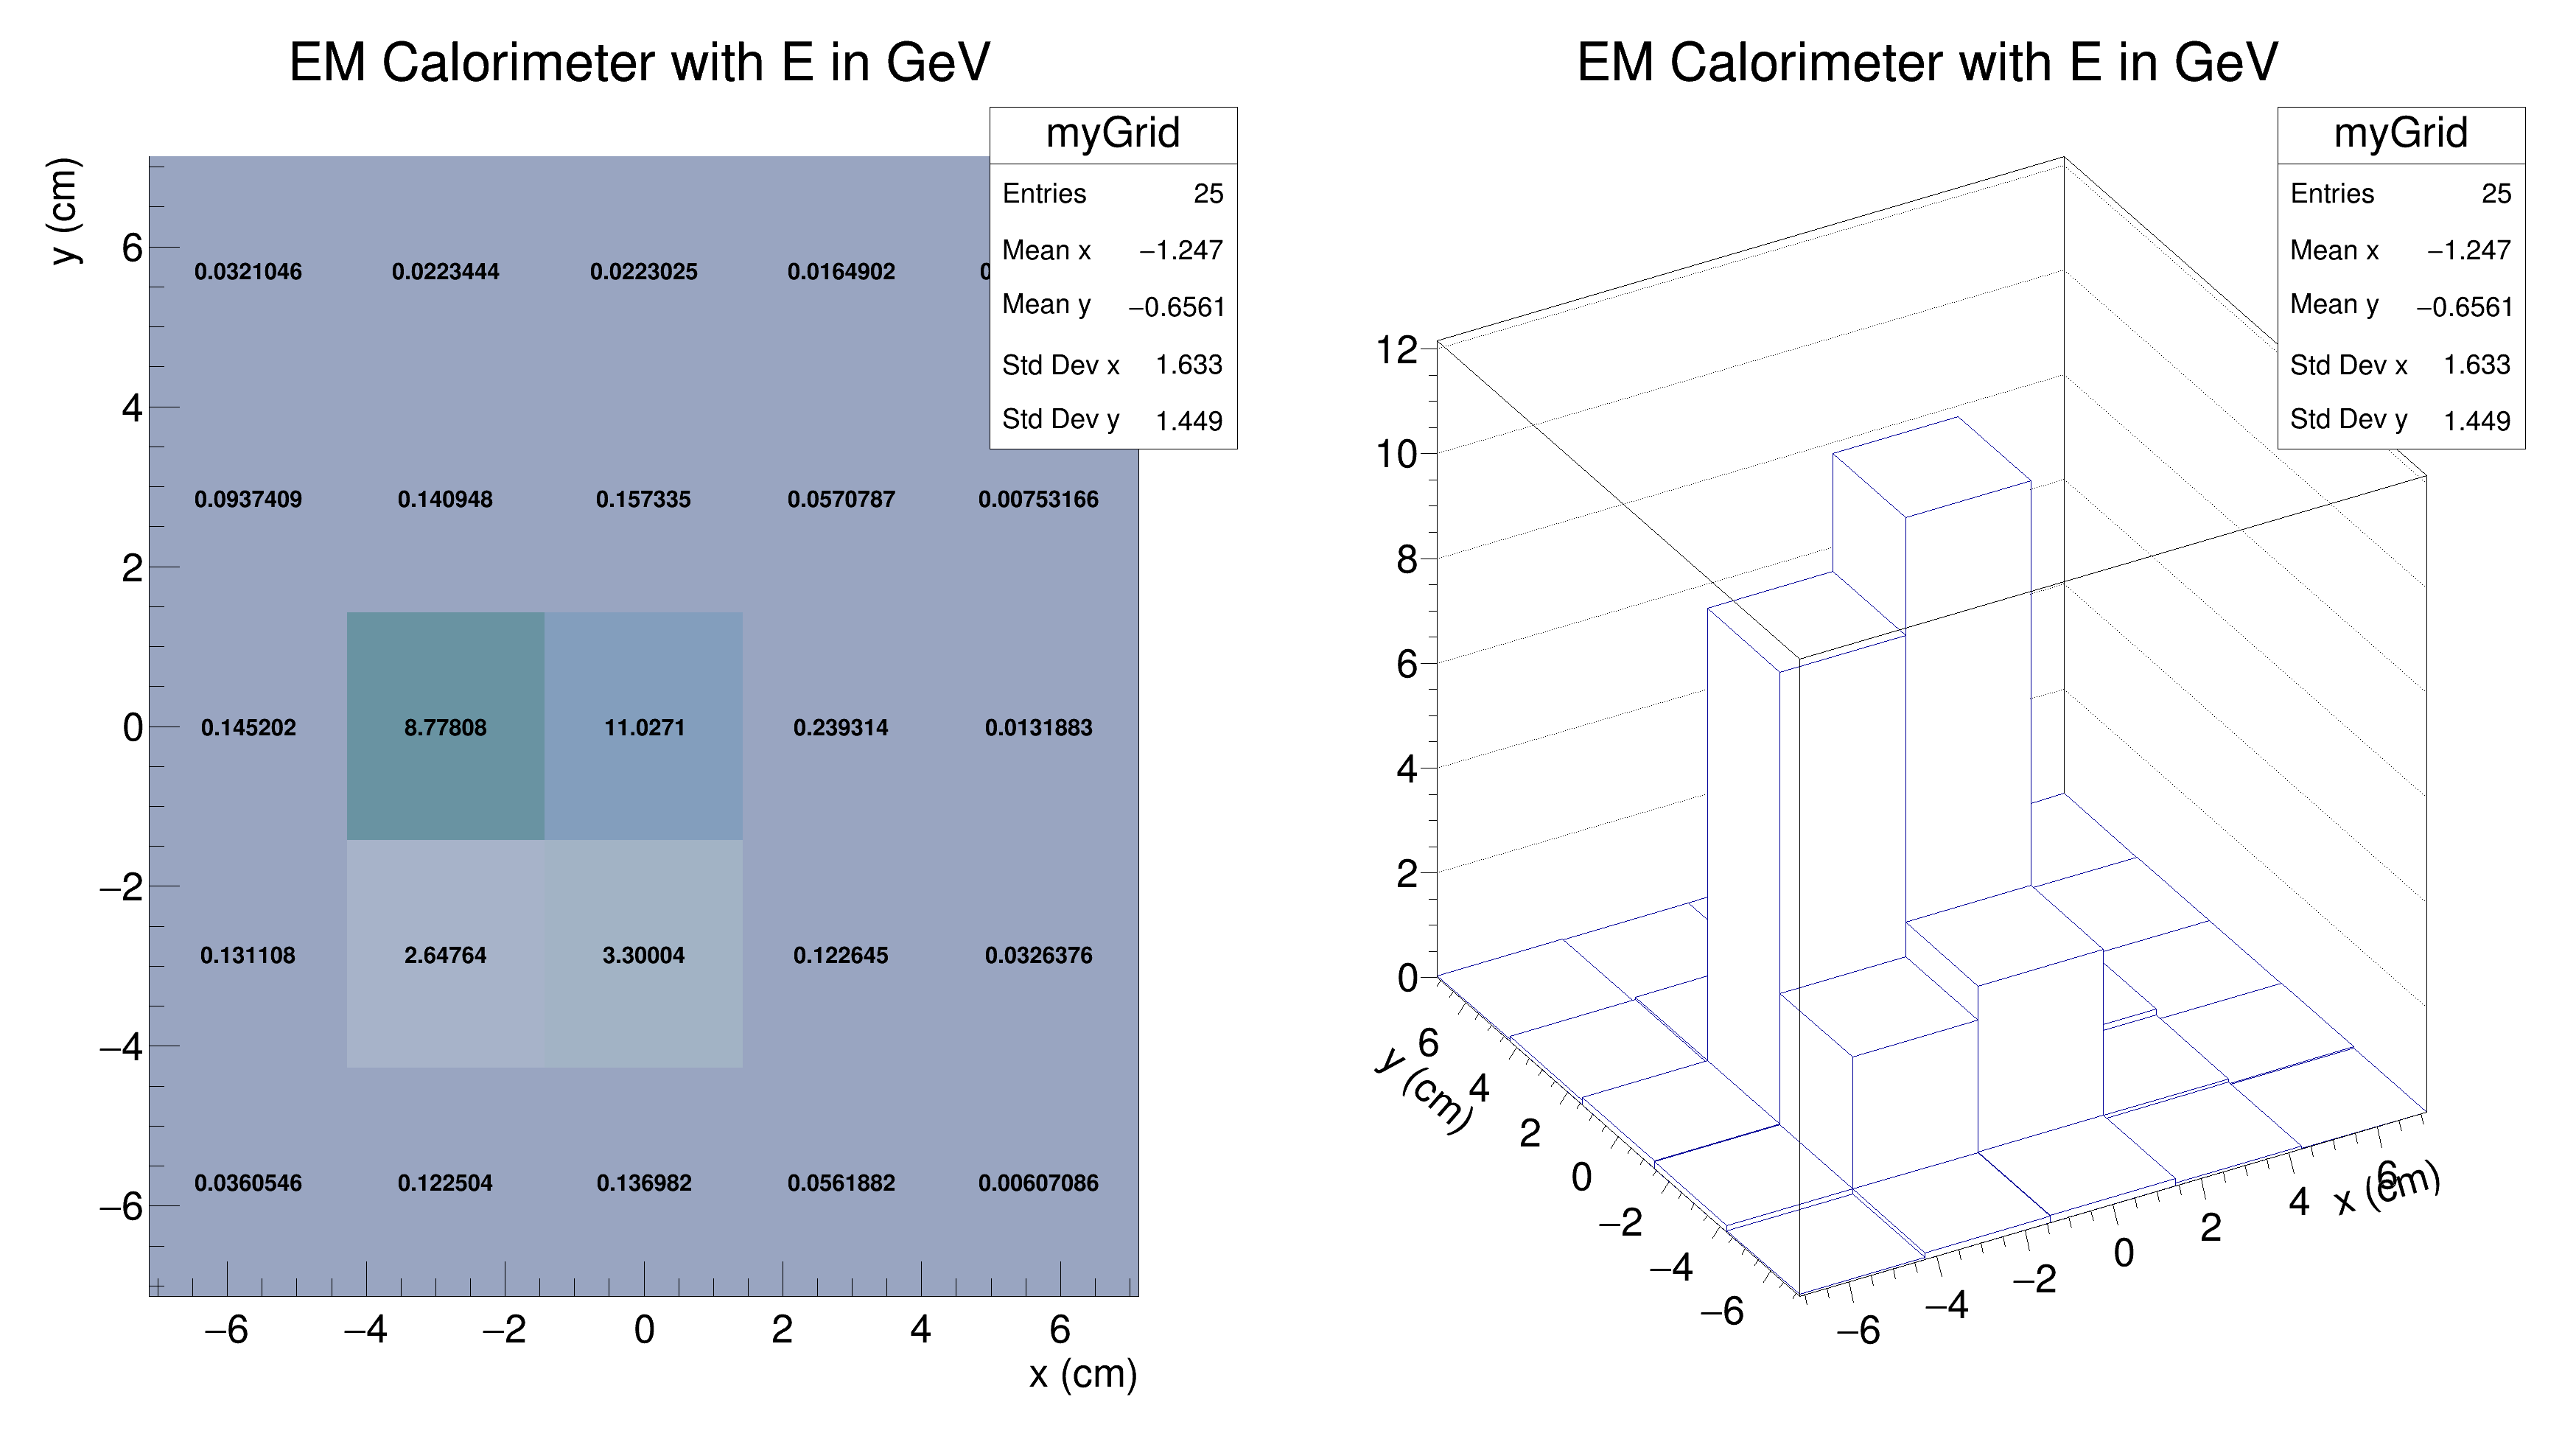 EM Calorimeter with E in GeV
myGrid
Entries 25
Mean x −1.247
Mean y −0.6561
Std Dev x 1.633
Std Dev y 1.449
y (cm)
6
4
2
0
−2
−4
−6
0.0321046 0.0223444 0.0223025 0.0164902
0.0937409 0.140948 0.157335 0.0570787 0.00753166
0.145202 8.77808 11.0271 0.239314 0.0131883
0.131108 2.64764 3.30004 0.122645 0.0326376
0.0360546 0.122504 0.136982 0.0561882 0.00607086
−6 −4 −2 0 2 4 6
x (cm)
EM Calorimeter with E in GeV
myGrid
Entries 25
Mean x −1.247
Mean y −0.6561
Std Dev x 1.633
Std Dev y 1.449
12
10
8
6
4
2
0
y (cm)
6
4
2
0
−2
−4
−6
−6
−4
−2
0
2
4
6
x (cm)